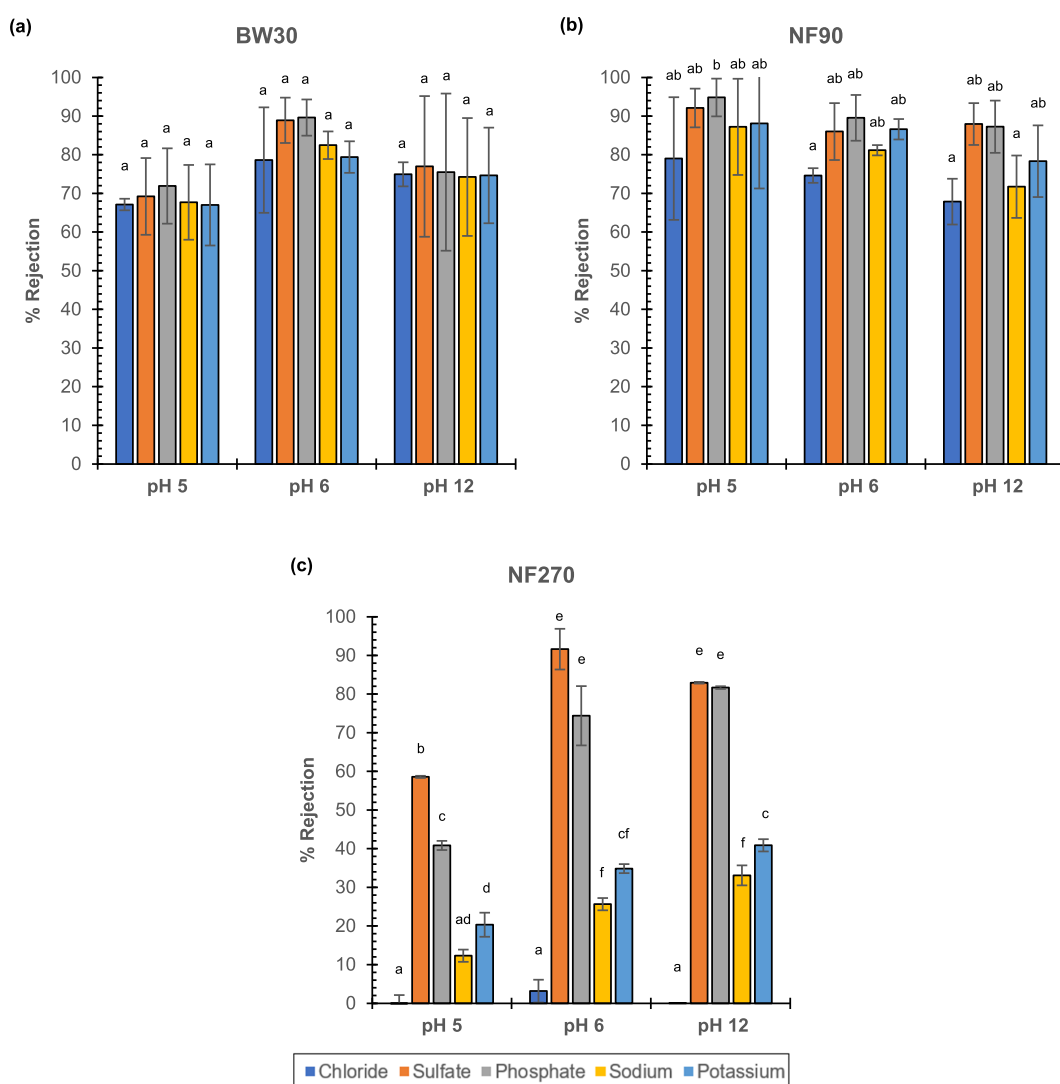 (a)
BW30
% Rejection
100
90
80
70
60
50
40
30
20
10
0
a a a a a
a a a a a
a a a a a
pH 5 pH 6 pH 12
(b)
NF90
% Rejection
100
90
80
70
60
50
40
30
20
10
0
ab ab b ab ab
a ab ab ab ab
a ab ab a ab
pH 5 pH 6 pH 12
(c)
NF270
% Rejection
100
90
80
70
60
50
40
30
20
10
0
a b c ad d
a e e f cf
a e e f c
pH 5 pH 6 pH 12
Chloride Sulfate Phosphate Sodium Potassium